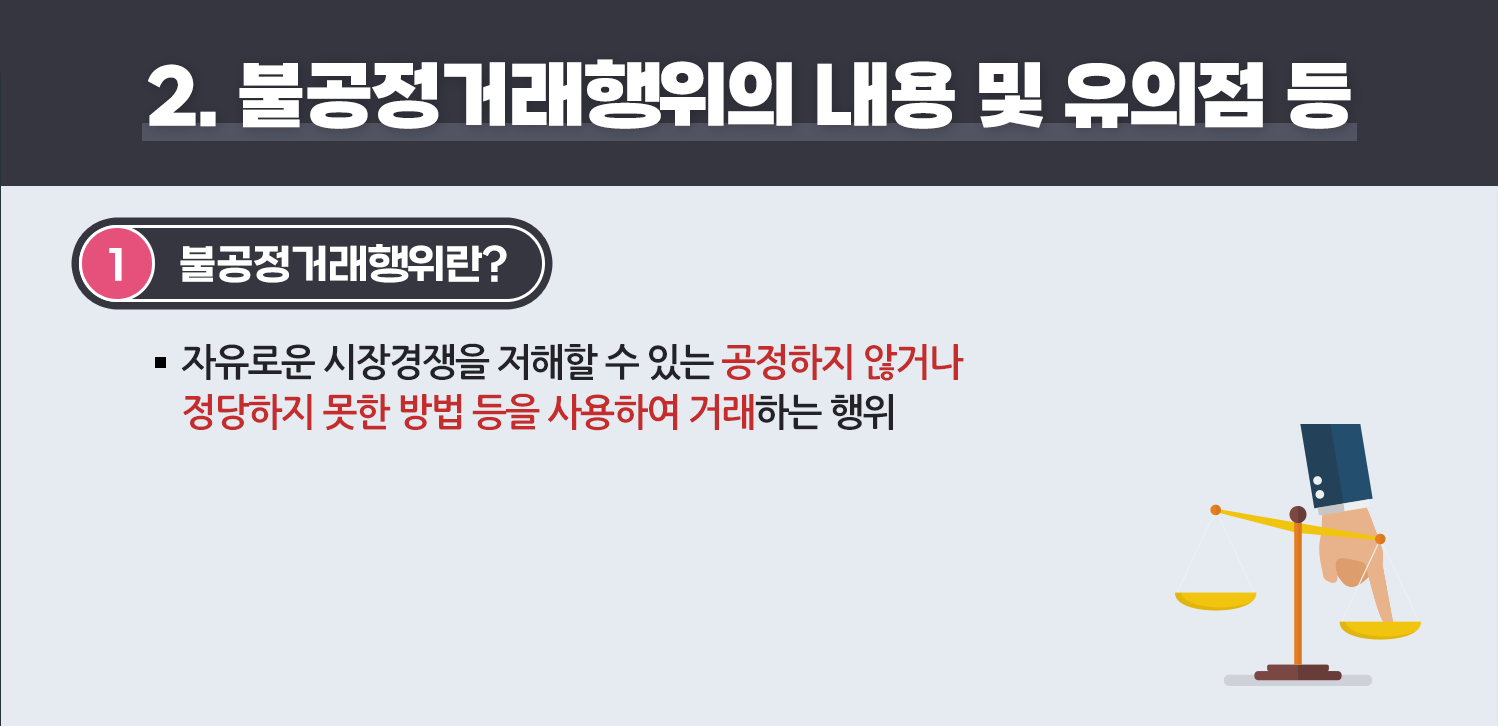 2. 불공정거래행위의 내용 및 유의점 등
1 불공정거래행위란?
▪ 자유로운 시장경쟁을 저해할 수 있는 공정하지 않거나
정당하지 못한 방법 등을 사용하여 거래하는 행위